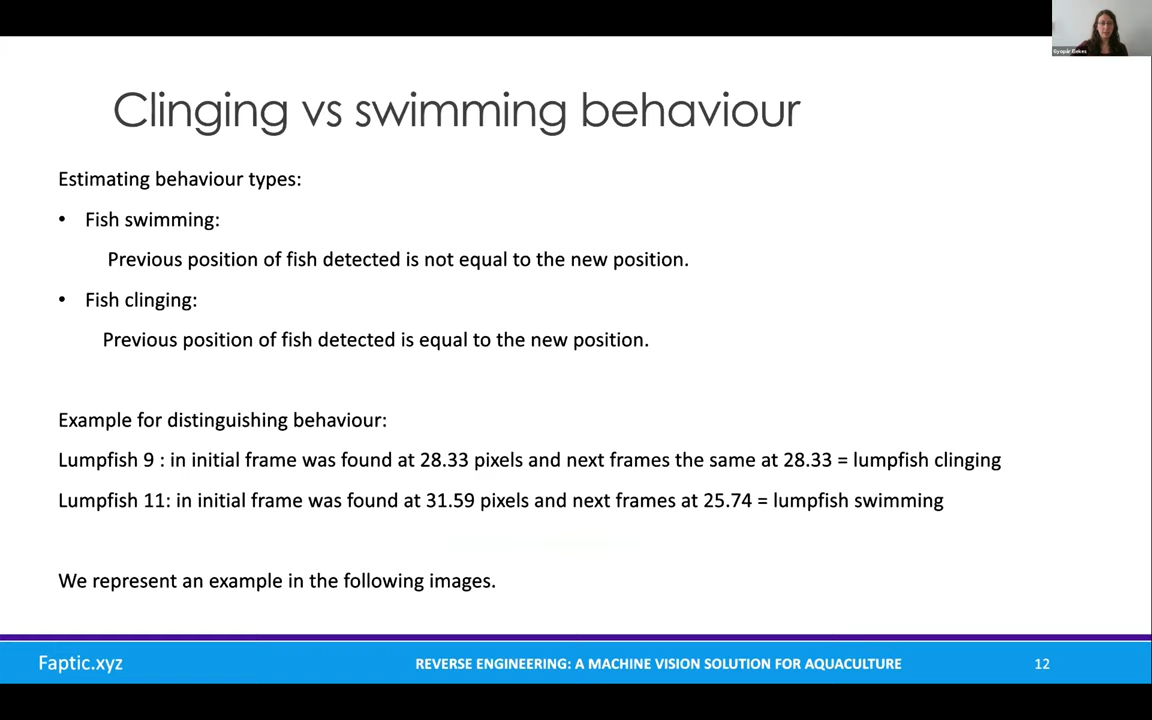 Clinging vs swimming behaviour
Estimating behaviour types:
• Fish swimming:
Previous position of fish detected is not equal to the new position.
• Fish clinging:
Previous position of fish detected is equal to the new position.
Example for distinguishing behaviour:
Lumpfish 9 : in initial frame was found at 28.33 pixels and next frames the same at 28.33 = lumpfish clinging
Lumpfish 11: in initial frame was found at 31.59 pixels and next frames at 25.74 = lumpfish swimming
We represent an example in the following images.
Faptic.xyz
REVERSE ENGINEERING: A MACHINE VISION SOLUTION FOR AQUACULTURE
12